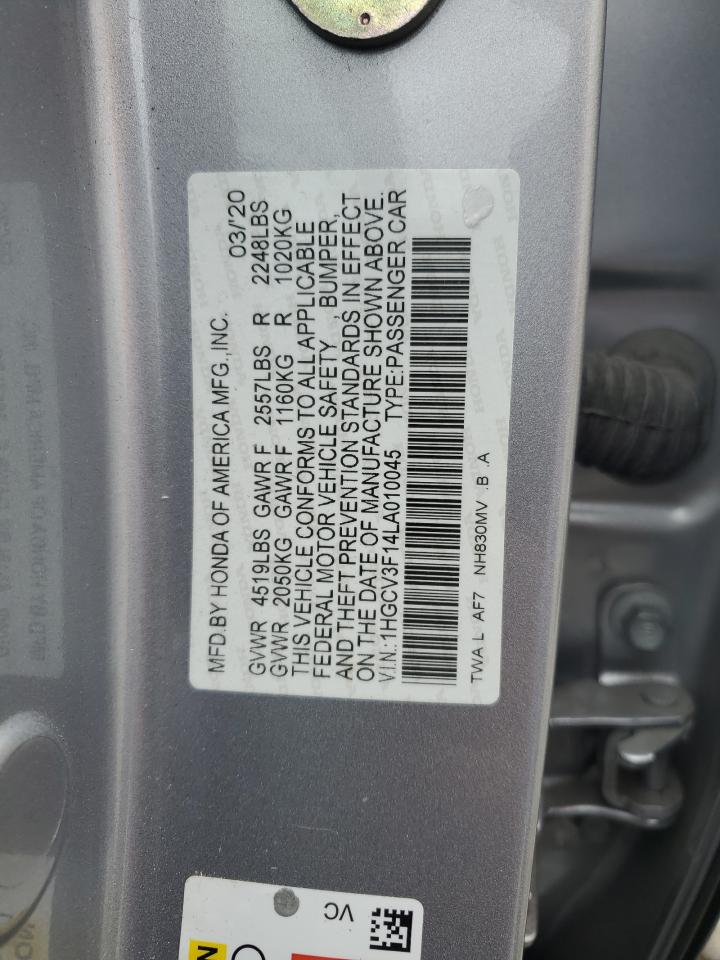 MFD.BY HONDA OF AMERICA MFG.,INC. 03/'20
GVWR 4519LBS GAWR F 2557LBS R 2248LBS
GVWR 2050KG GAWR F 1160KG R 1020KG
THIS VEHICLE CONFORMS TO ALL APPLICABLE
FEDERAL MOTOR VEHICLE SAFETY , BUMPER,
AND THEFT PREVENTION STANDARDS IN EFFECT
ON THE DATE OF MANUFACTURE SHOWN ABOVE.
V.I.N.:1HGCV3F14LA010045 TYPE:PASSENGER CAR
TWA L AF7 NH830MV .B .A
VC